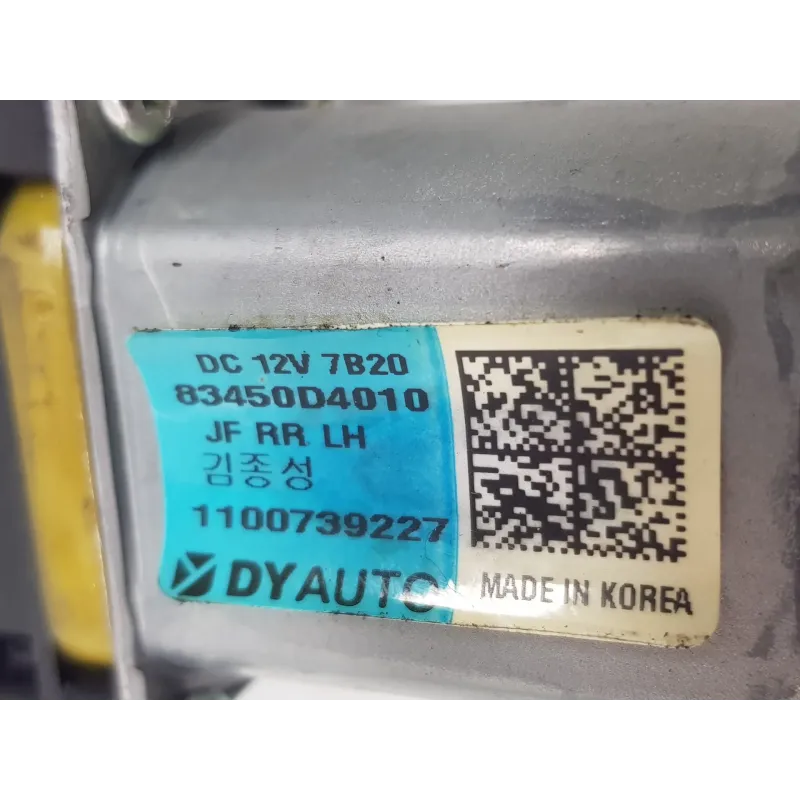 DC 12V 7B20
83450D4010
JF RR LH
김종성
1100739227
DYAUTO
MADE IN KOREA